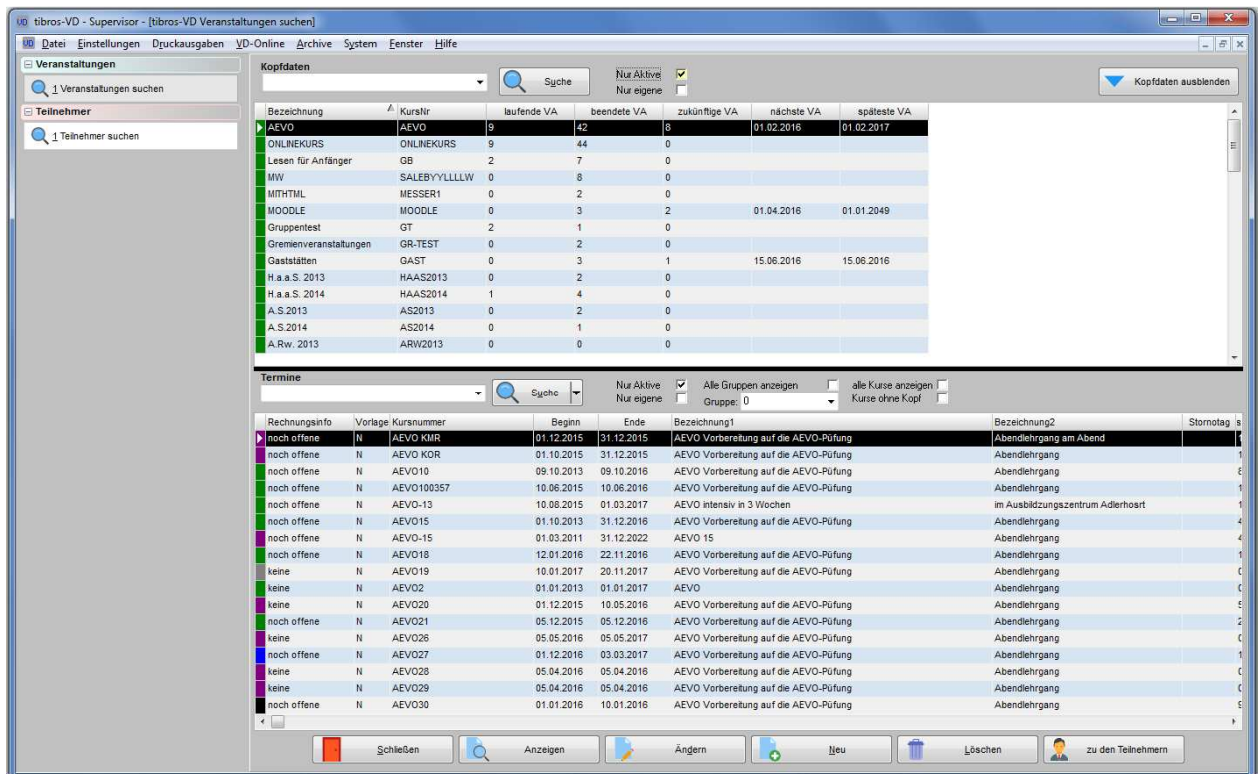 tibros-VD - Supervisor - [tibros-VD Veranstaltungen suchen]
Datei Einstellungen Druckausgaben VD-Online Archive System Fenster Hilfe
Veranstaltungen
1 Veranstaltungen suchen
Teilnehmer
1 Teilnehmer suchen
Kopfdaten
Suche
Nur Aktive
Nur eigene
Kopfdaten ausblenden
Bezeichnung KursNr laufende VA beendete VA zukünftige VA nächste VA späteste VA
AEVO AEVO 9 42 8 01.02.2016 01.02.2017
ONLINEKURS ONLINEKURS 9 44 0
Lesen für Anfänger GB 2 7 0
MW SALEBYYLLLLW 0 8 0
MITHTML MESSER1 0 2 0
MOODLE MOODLE 0 3 2 01.04.2016 01.01.2049
Gruppentest GT 2 1 0
Gremienveranstaltungen GR-TEST 0 2 0
Gaststätten GAST 0 3 1 15.06.2016 15.06.2016
H.a.a.S. 2013 HAAS2013 0 2 0
H.a.a.S. 2014 HAAS2014 1 4 0
A.S.2013 AS2013 0 2 0
A.S.2014 AS2014 0 1 0
A.Rw. 2013 ARW2013 0 0 0
Termine
Suche
Nur Aktive Alle Gruppen anzeigen alle Kurse anzeigen
Nur eigene Gruppe: 0 Kurse ohne Kopf
Rechnungsinfo Vorlage Kursnummer Beginn Ende Bezeichnung1 Bezeichnung2 Stornotag s
noch offene N AEVO KMR 01.12.2015 31.12.2015 AEVO Vorbereitung auf die AEVO-Püfung Abendlehrgang am Abend 1
noch offene N AEVO KOR 01.10.2015 31.12.2015 AEVO Vorbereitung auf die AEVO-Püfung Abendlehrgang 1
noch offene N AEVO10 09.10.2013 09.10.2016 AEVO Vorbereitung auf die AEVO-Püfung Abendlehrgang
noch offene N AEVO100357 10.06.2015 10.06.2016 AEVO Vorbereitung auf die AEVO-Püfung Abendlehrgang 1
noch offene N AEVO-13 10.08.2015 01.03.2017 AEVO intensiv in 3 Wochen im Ausbildzungszentrum Adlerhosrt 1
noch offene N AEVO15 01.10.2013 31.12.2016 AEVO Vorbereitung auf die AEVO-Püfung Abendlehrgang 4
noch offene N AEVO-15 01.03.2011 31.12.2022 AEVO 15 Abendlehrgang 4
noch offene N AEVO18 12.01.2016 22.11.2016 AEVO Vorbereitung auf die AEVO-Püfung Abendlehrgang 1
keine N AEVO19 10.01.2017 20.11.2017 AEVO Vorbereitung auf die AEVO-Püfung Abendlehrgang
keine N AEVO2 01.01.2013 01.01.2017 AEVO Abendlehrgang
keine N AEVO20 01.12.2015 10.05.2016 AEVO Vorbereitung auf die AEVO-Püfung Abendlehrgang
noch offene N AEVO21 05.12.2015 05.12.2016 AEVO Vorbereitung auf die AEVO-Püfung Abendlehrgang 2
keine N AEVO26 05.05.2016 05.05.2017 AEVO Vorbereitung auf die AEVO-Püfung Abendlehrgang
noch offene N AEVO27 01.12.2016 03.03.2017 AEVO Vorbereitung auf die AEVO-Püfung Abendlehrgang 1
keine N AEVO28 05.04.2016 05.04.2016 AEVO Vorbereitung auf die AEVO-Püfung Abendlehrgang
keine N AEVO29 05.04.2016 05.04.2016 AEVO Vorbereitung auf die AEVO-Püfung Abendlehrgang
noch offene N AEVO30 01.01.2016 10.01.2016 AEVO Vorbereitung auf die AEVO-Püfung Abendlehrgang
Schließen Anzeigen Ändern Neu Löschen zu den Teilnehmern